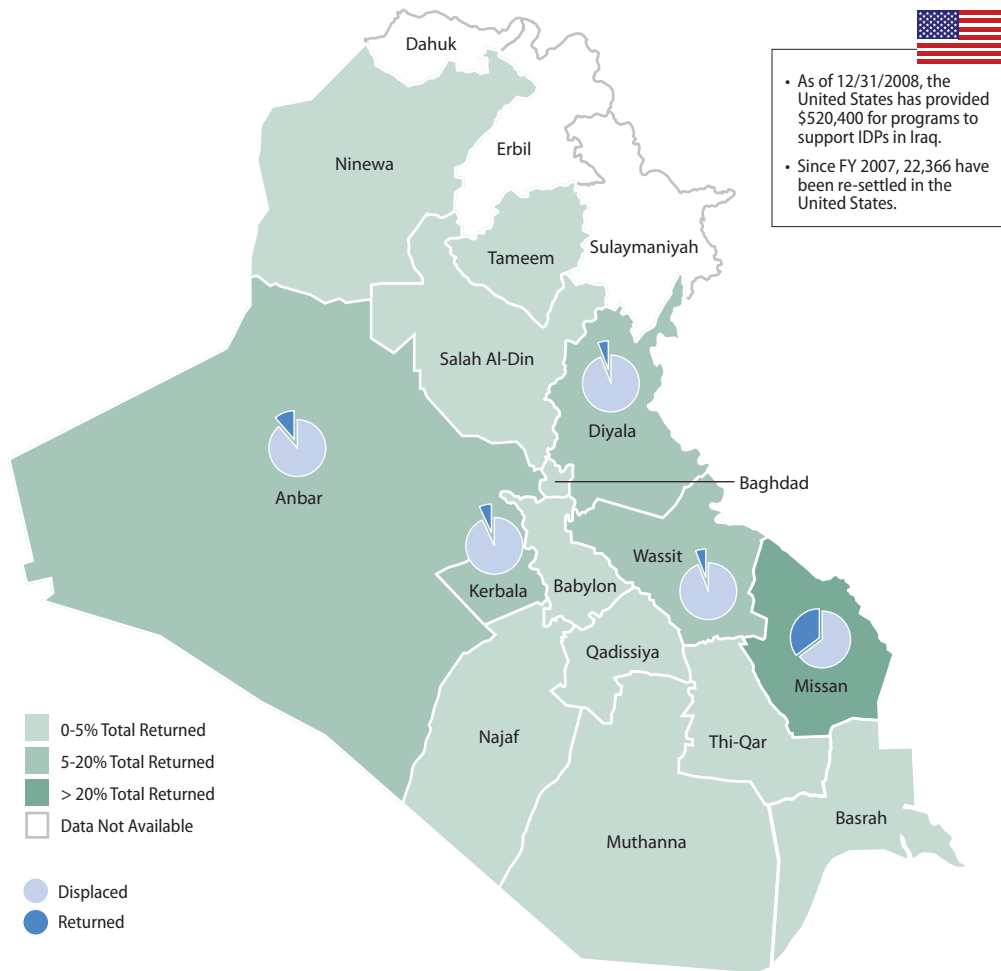 Dahuk
• As of 12/31/2008, the
United States has provided
$520,400 for programs to
support IDPs in Iraq.
• Since FY 2007, 22,366 have
been re-settled in the
United States.
Erbil
Ninewa
Sulaymaniyah
Tameem
Salah Al-Din
Diyala
Anbar
Baghdad
Wassit
Kerbala
Babylon
Qadissiya
Missan
Najaf
Thi-Qar
Basrah
Muthanna
0-5% Total Returned
5-20% Total Returned
> 20% Total Returned
Data Not Available
Displaced
Returned